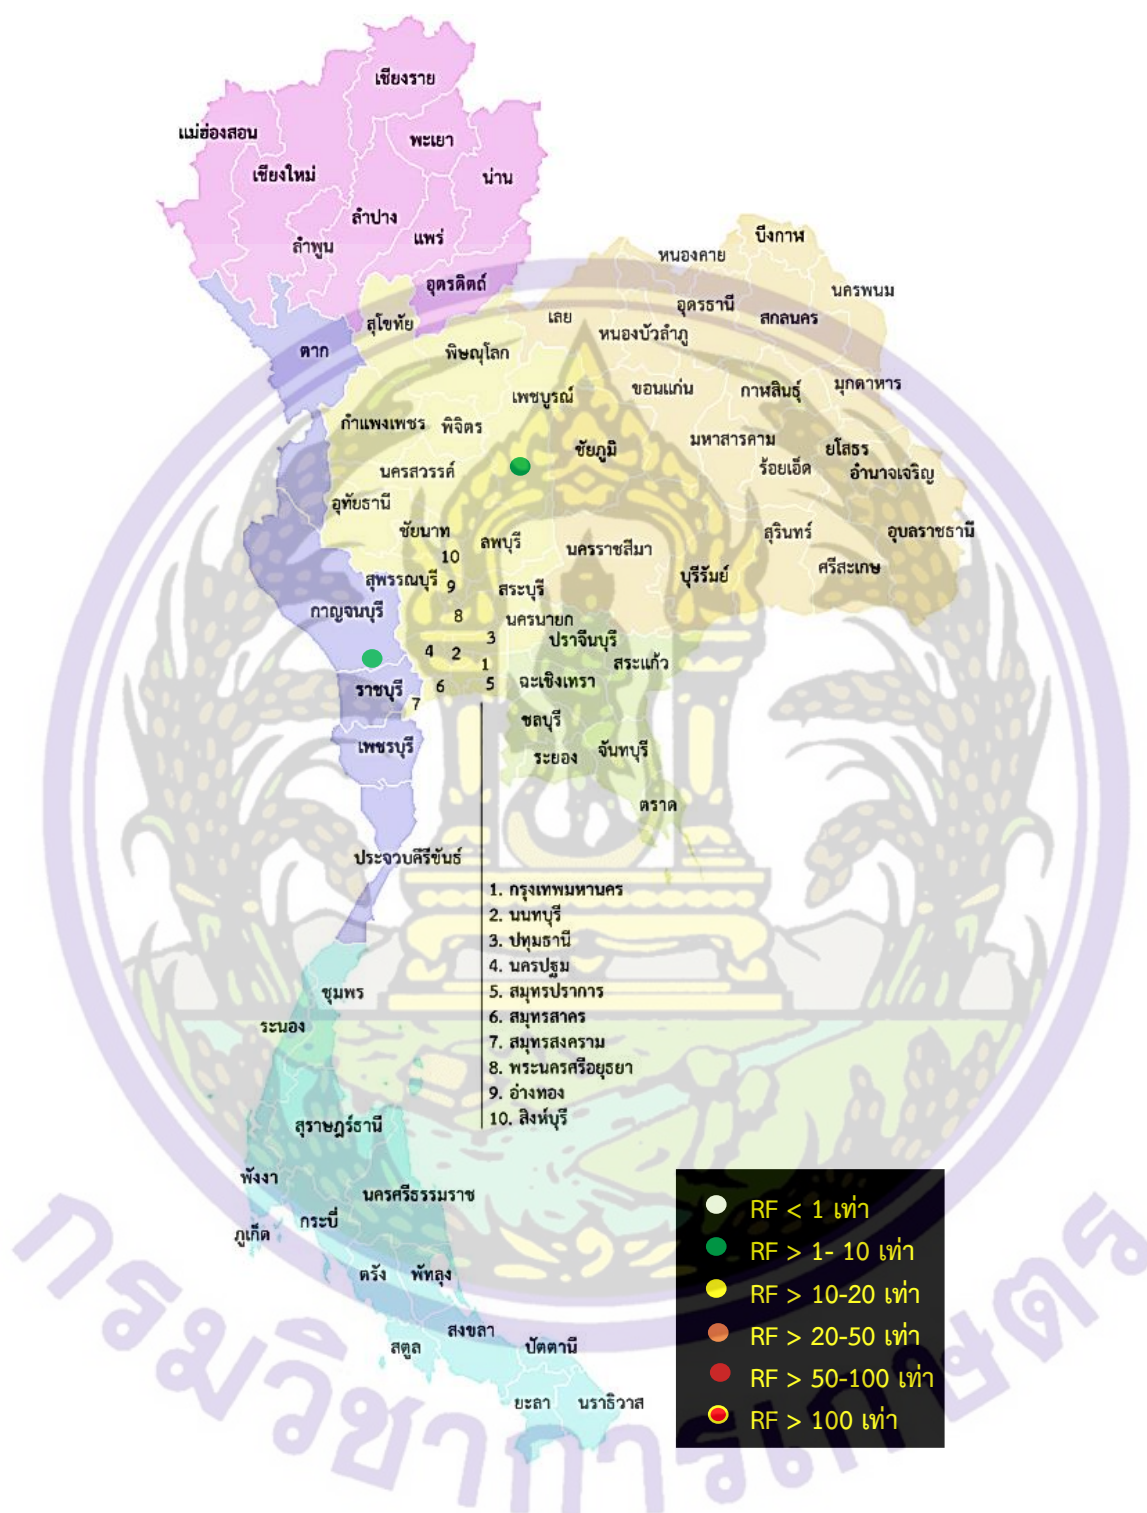 เชียงราย
แม่ฮ่องสอน
พะเยา
เชียงใหม่
น่าน
ลำปาง
แพร่
ลำพูน
บึงกาฬ
หนองคาย
อุตรดิตถ์
นครพนม
อุดรธานี
เลย
สกลนคร
สุโขทัย
หนองบัวลำภู
ตาก
พิษณุโลก
เพชบูรณ์
ขอนแก่น
กาฬสินธุ์
มุกดาหาร
กำแพงเพชร
พิจิตร
มหาสารคาม
ชัยภูมิ
ยโสธร
นครสวรรค์
ร้อยเอ็ด
อำนาจเจริญ
อุทัยธานี
ชัยนาท
ลพบุรี
นครราชสีมา
สุรินทร์
อุบลราชธานี
10
สุพรรณบุรี
9
สระบุรี
บุรีรัมย์
ศรีสะเกษ
กาญจนบุรี
8
นครนายก
3
ปราจีนบุรี
4
2
1
สระแก้ว
ราชบุรี
6
5
ฉะเชิงเทรา
7
ชลบุรี
เพชรบุรี
ระยอง
จันทบุรี
ตราด
ประจวบคีรีขันธ์
1. กรุงเทพมหานคร
2. นนทบุรี
3. ปทุมธานี
4. นครปฐม
5. สมุทรปราการ
6. สมุทรสาคร
7. สมุทรสงคราม
8. พระนครศรีอยุธยา
9. อ่างทอง
10. สิงห์บุรี
ชุมพร
ระนอง
สุราษฎร์ธานี
พังงา
นครศรีธรรมราช
กระบี่
ภูเก็ต
ตรัง
พัทลุง
สงขลา
สตูล
ปัตตานี
ยะลา
นราธิวาส
RF < 1 เท่า
RF > 1- 10 เท่า
RF > 10-20 เท่า
RF > 20-50 เท่า
RF > 50-100 เท่า
RF > 100 เท่า
กรมวิชาการเกษตร